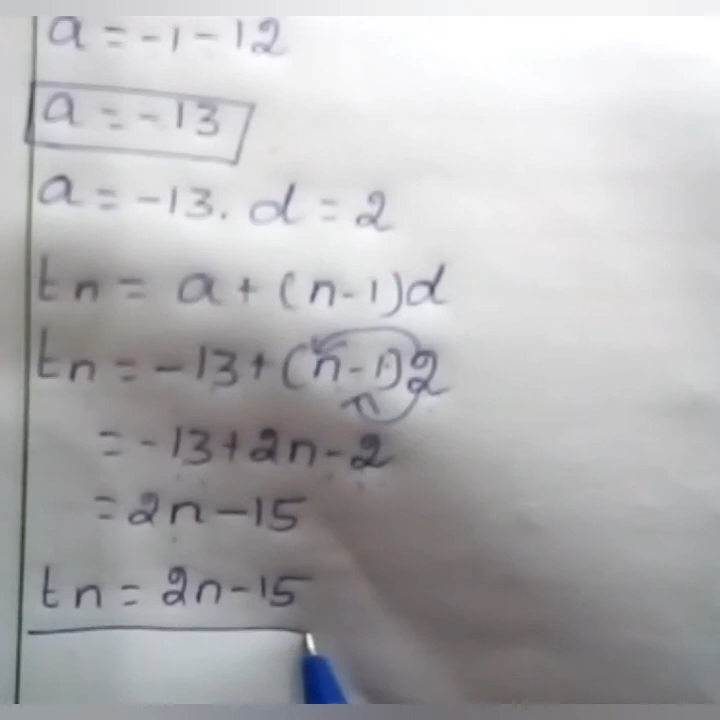 a = -1 - 12
a = -13
a = -13. d = 2
tn = a + (n-1)d
tn = -13 + (n-1)2
= -13 + 2n - 2
= 2n - 15
tn = 2n - 15